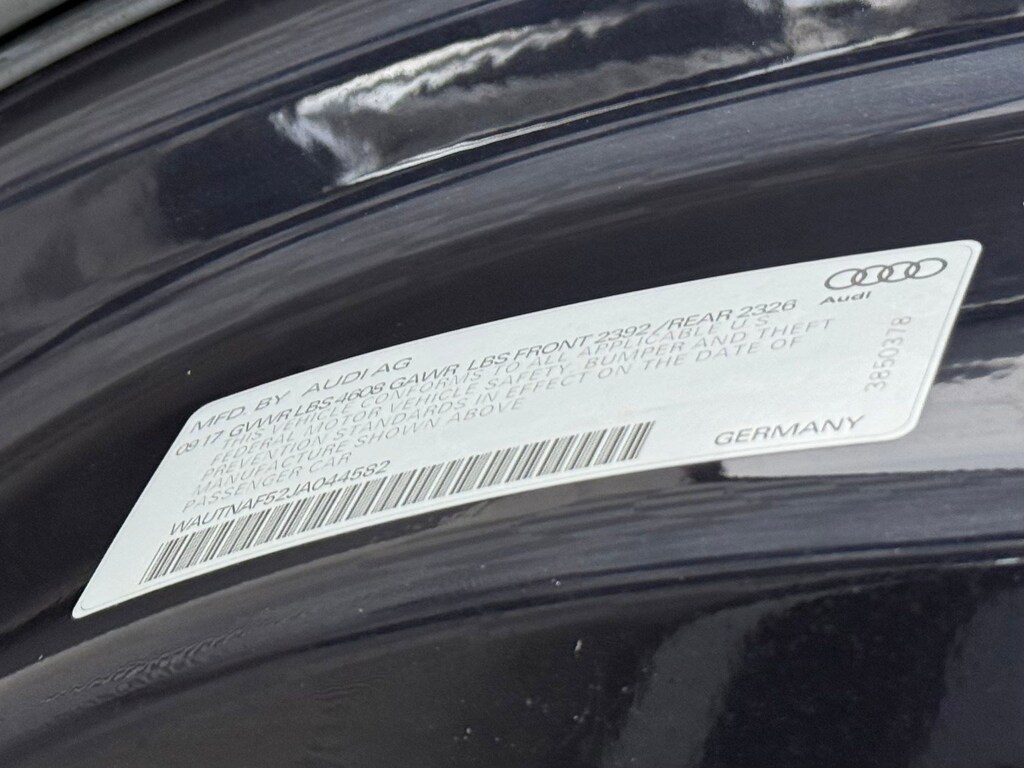 MFD. BY AUDI AG
09 17 GVWR LBS 4608 GAWR LBS FRONT 2392 /REAR 2326
THIS VEHICLE CONFORMS TO ALL APPLICABLE U.S.
FEDERAL MOTOR VEHICLE SAFETY, BUMPER AND THEFT
PREVENTION STANDARDS IN EFFECT ON THE DATE OF
MANUFACTURE SHOWN ABOVE
PASSENGER CAR
WAUTNAF52JA044582
GERMANY
Audi
3850378